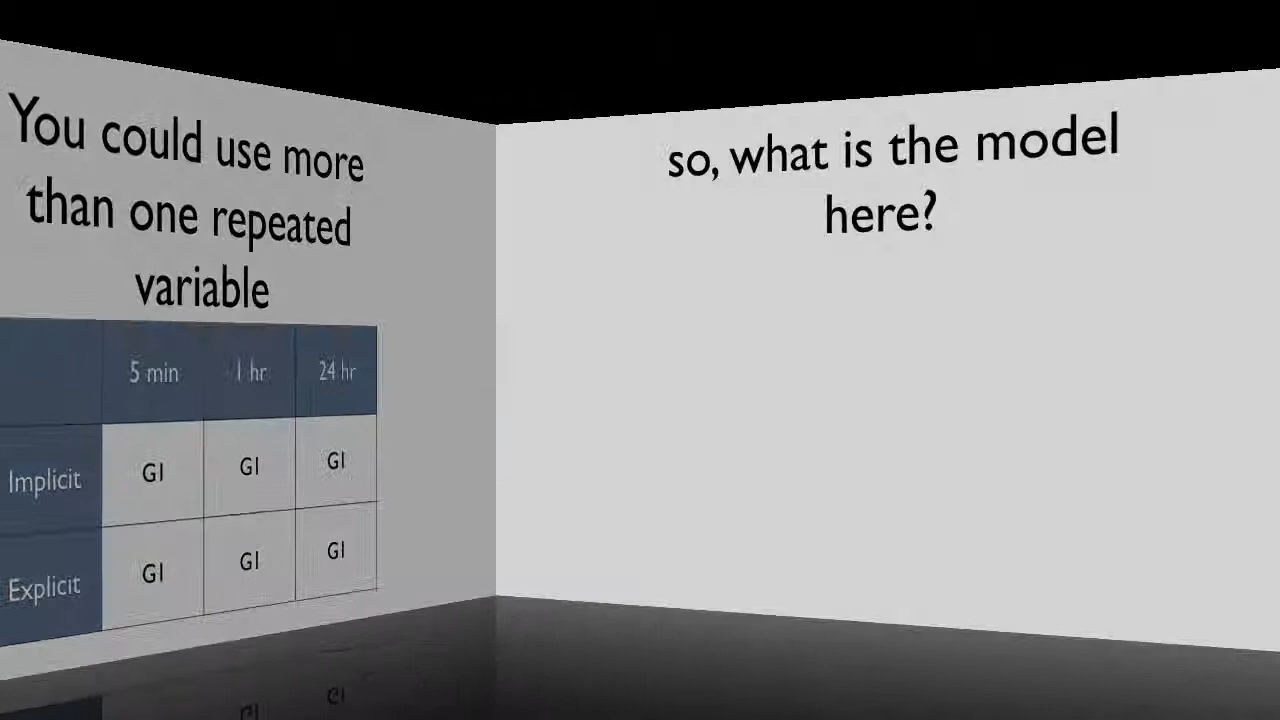 You could use more
than one repeated
variable
5 min 1 hr 24 hr
Implicit GI GI GI
Explicit GI GI GI
so, what is the model
here?